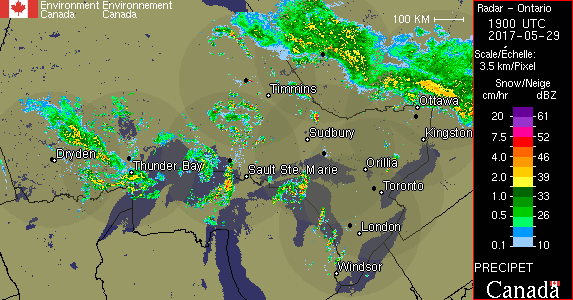 Environment Environnement
Canada Canada
100 KM
Timmins
Ottawa
Sudbury
Kingston
Dryden
Thunder Bay
Sault Ste. Marie
Orillia
Toronto
London
Windsor
Radar - Ontario
1900 UTC
2017-05-29
Scale/Échelle:
3.5 km/Pixel
Snow/Neige
cm/hr dBZ
20 61
7.5 52
4.0 46
2.0 39
1.0 33
0.5 26
0.1 10
PRECIPET
Canada